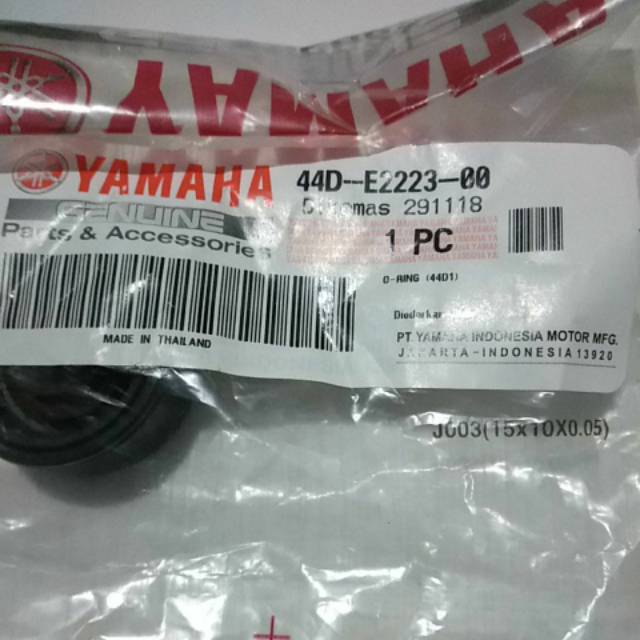 YAMAHA
YAMAHA 44D--E2223-00
GENUINE
Parts & Accessories
291118
1 PC
O-RING (44D1)
MADE IN THAILAND
PT. YAMAHA INDONESIA MOTOR MFG.
JAKARTA-INDONESIA 13920
J003(15x10X0.05)